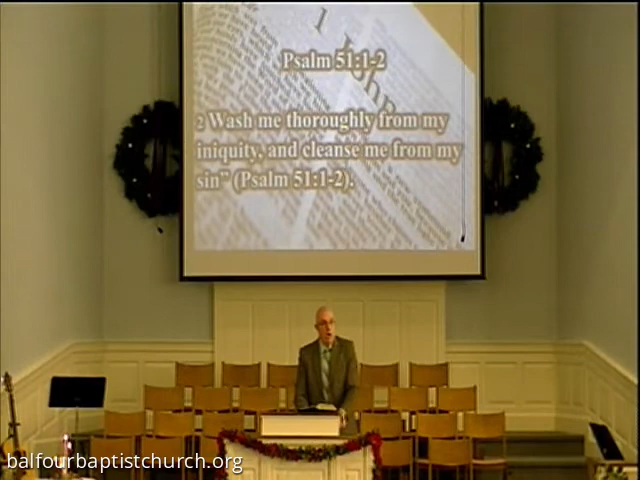 Psalm 51:1-2
2 Wash me thoroughly from my
iniquity, and cleanse me from my
sin" (Psalm 51:1-2).
balfourbaptistchurch.org